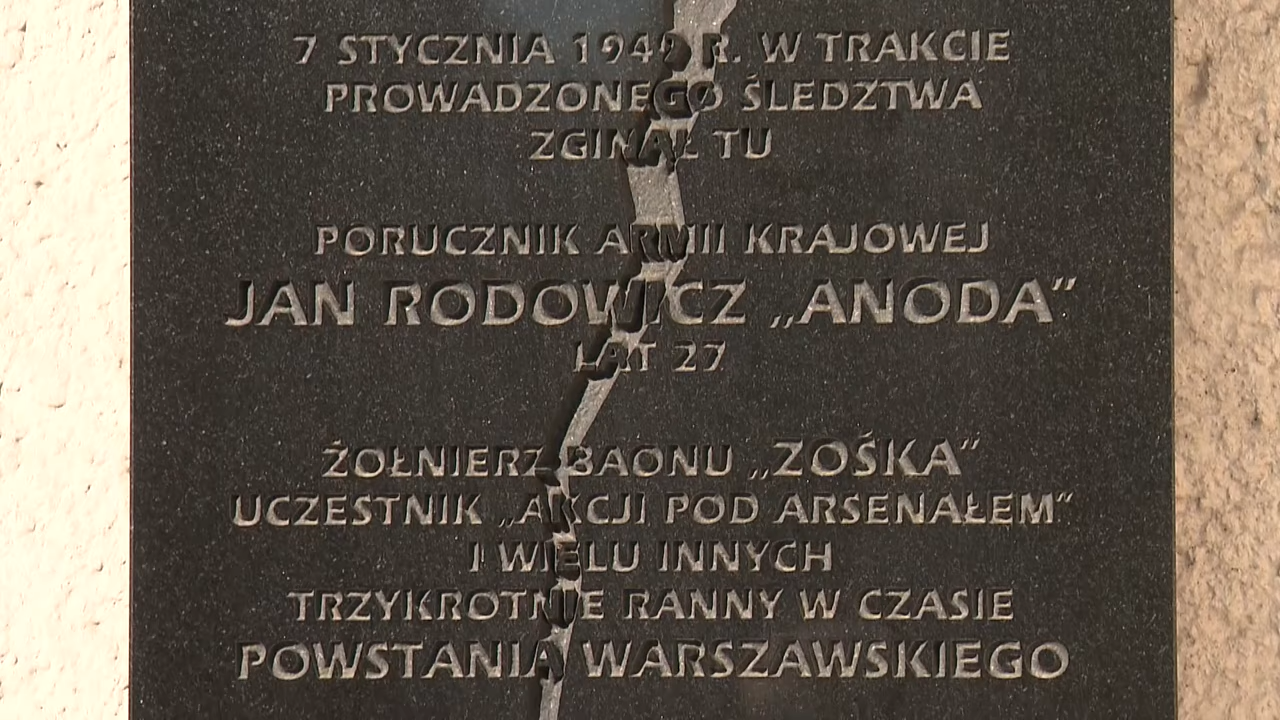 7 STYCZNIA 1949 R. W TRAKCIE
PROWADZONEGO ŚLEDZTWA
ZGINĄŁ TU
PORUCZNIK ARMII KRAJOWEJ
JAN RODOWICZ „ANODA”
LAT 27
ŻOŁNIERZ BAONU „ZOŚKA”
UCZESTNIK „AKCJI POD ARSENAŁEM”
I WIELU INNYCH
TRZYKROTNIE RANNY W CZASIE
POWSTANIA WARSZAWSKIEGO